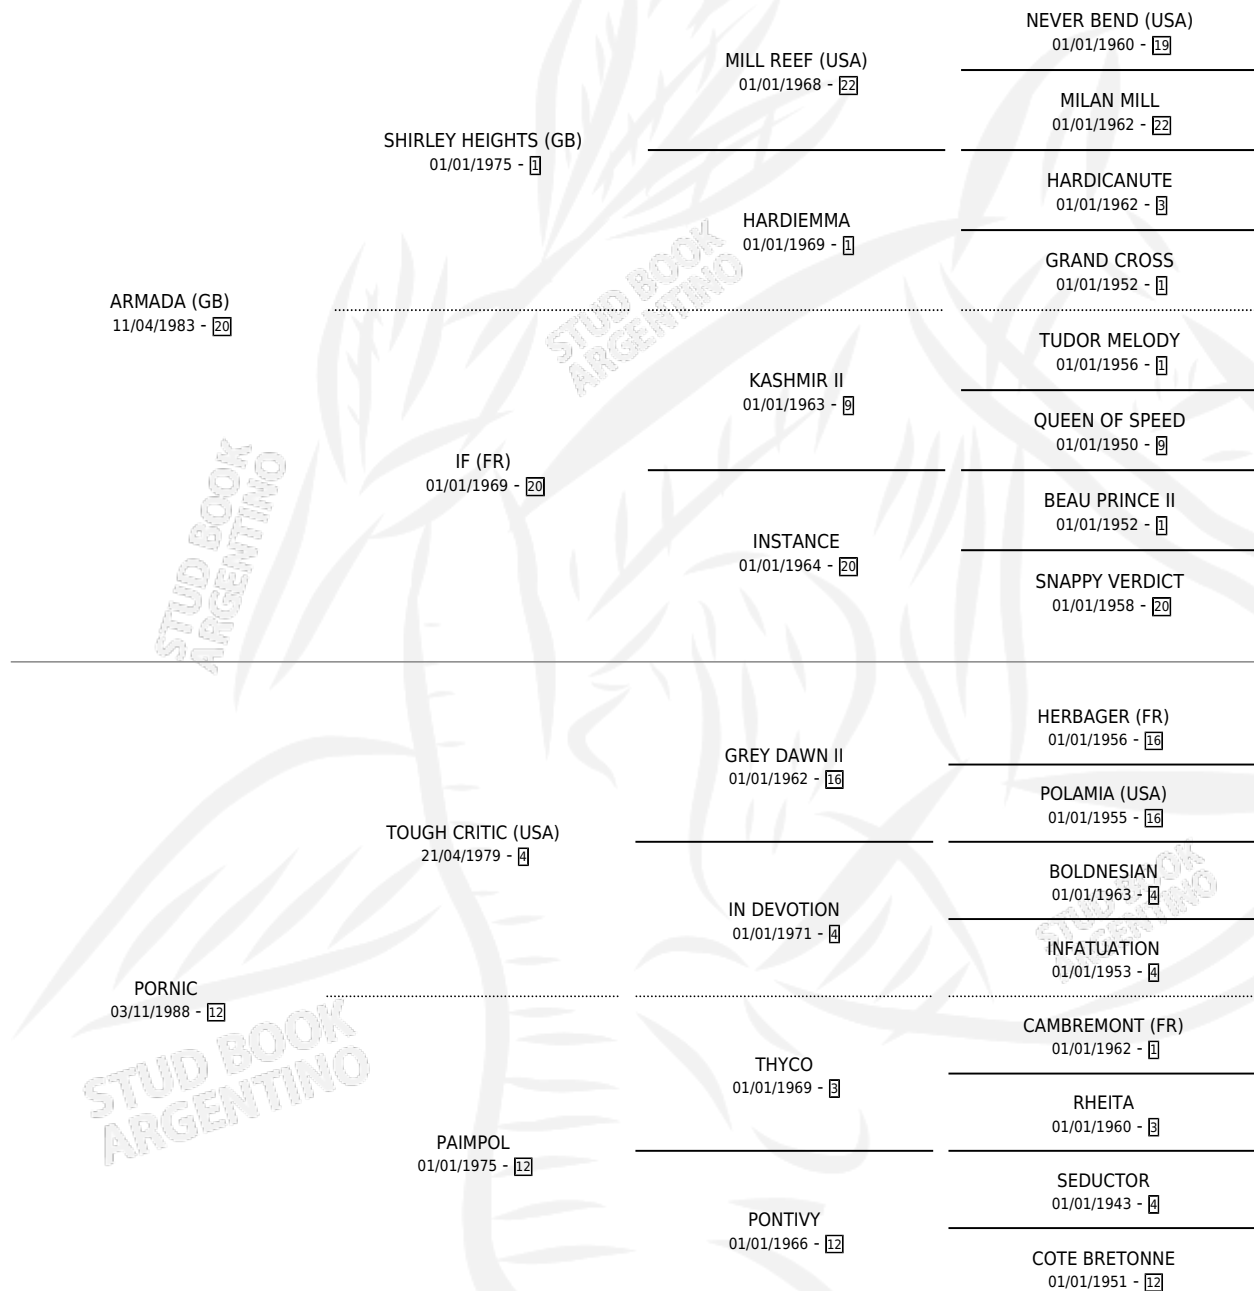 NEVER BEND (USA)
01/01/1960 - 19
MILL REEF (USA)
01/01/1968 - 22
MILAN MILL
01/01/1962 - 22
SHIRLEY HEIGHTS (GB)
01/01/1975 - 1
HARDICANUTE
01/01/1962 - 3
HARDIEMMA
01/01/1969 - 1
GRAND CROSS
01/01/1952 - 1
ARMADA (GB)
11/04/1983 - 20
STUD BOOK
ARGENTINO
TUDOR MELODY
01/01/1956 - 1
KASHMIR II
01/01/1963 - 9
QUEEN OF SPEED
01/01/1950 - 9
IF (FR)
01/01/1969 - 20
BEAU PRINCE II
01/01/1952 - 1
INSTANCE
01/01/1964 - 20
SNAPPY VERDICT
01/01/1958 - 20
STUD BOOK
ARGENTINO
HERBAGER (FR)
01/01/1956 - 16
GREY DAWN II
01/01/1962 - 16
POLAMIA (USA)
01/01/1955 - 16
TOUGH CRITIC (USA)
21/04/1979 - 4
BOLDNESIAN
01/01/1963 - 4
IN DEVOTION
01/01/1971 - 4
INFATUATION
01/01/1953 - 4
STUD BOOK
ARGENTINO
PORNIC
03/11/1988 - 12
CAMBREMONT (FR)
01/01/1962 - 1
THYCO
01/01/1969 - 3
RHEITA
01/01/1960 - 3
STUD BOOK
ARGENTINO
PAIMPOL
01/01/1975 - 12
SEDUCTOR
01/01/1943 - 4
PONTIVY
01/01/1966 - 12
COTE BRETONNE
01/01/1951 - 12